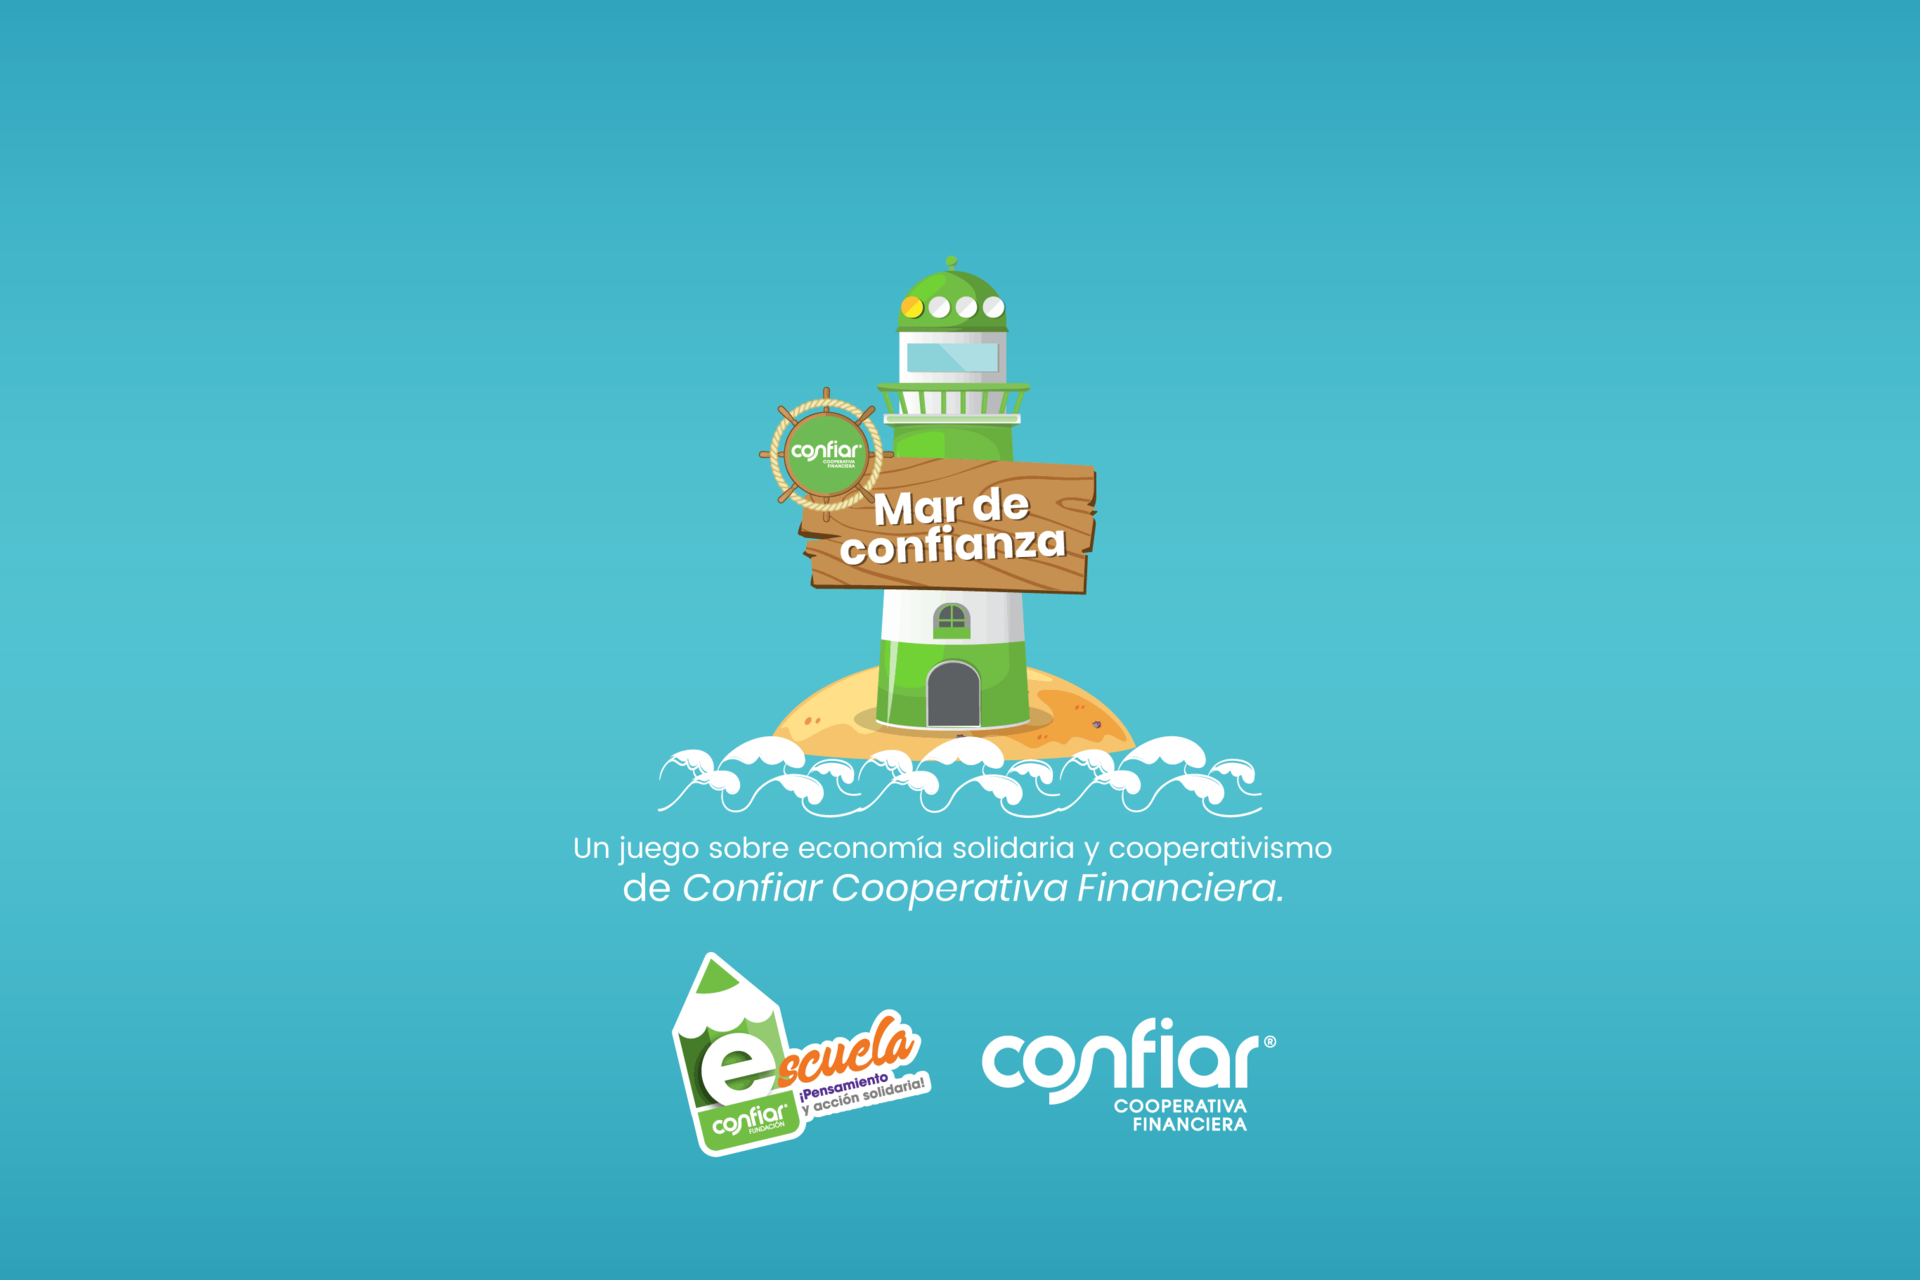 confiar®
COOPERATIVA
FINANCIERA
Mar de
confianza
Un juego sobre economía solidaria y cooperativismo
de Confiar Cooperativa Financiera.
escuela
¡Pensamiento
y acción solidaria!
confiar®
FUNDACIÓN
confiar®
COOPERATIVA
FINANCIERA